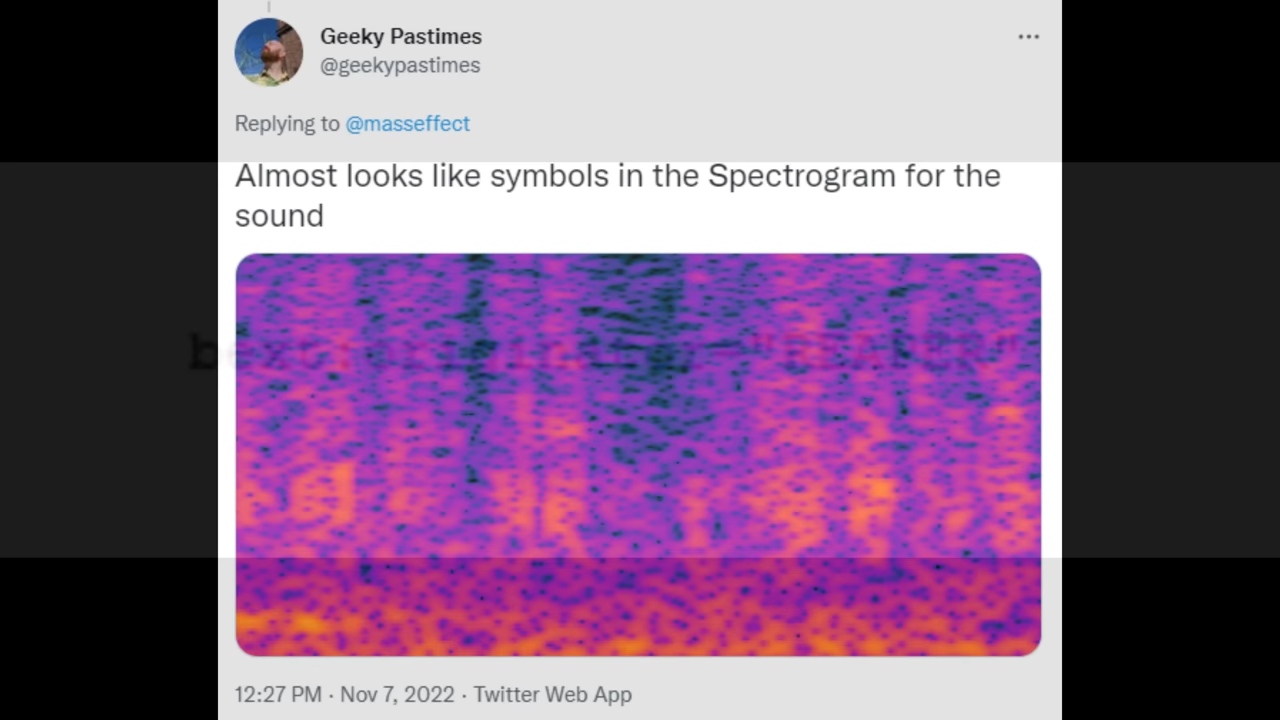 Geeky Pastimes
@geekypastimes
Replying to @masseffect
Almost looks like symbols in the Spectrogram for the
sound
12:27 PM · Nov 7, 2022 · Twitter Web App